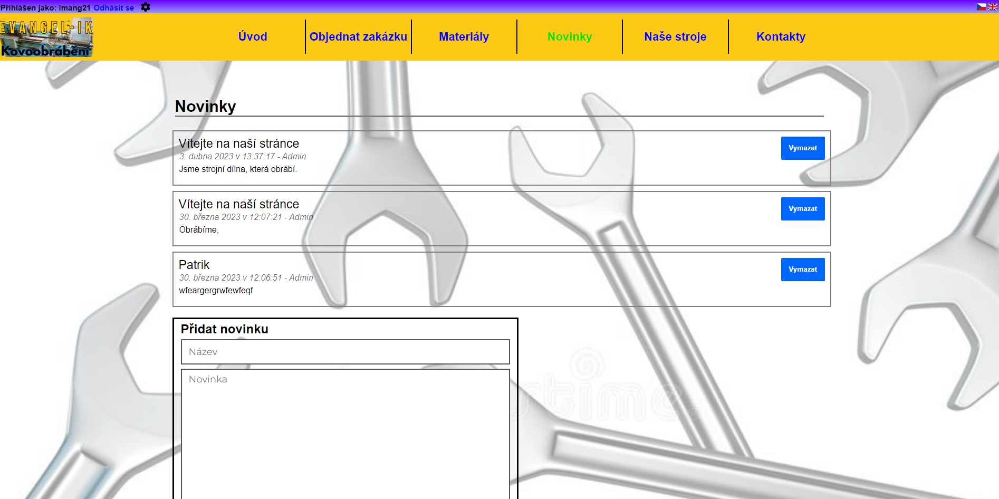 Přihlášen jako: imang21 Odhásit se
EVANGEL-IK
Kovoobrábění
Úvod
Objednat zakázku
Materiály
Novinky
Naše stroje
Kontakty
Novinky
Vítejte na naší stránce
3. dubna 2023 v 13:37:17 - Admin
Jsme strojní dílna, která obrábí.
Vymazat
Vítejte na naší stránce
30. března 2023 v 12:07:21 - Admin
Obrábíme,
Vymazat
Patrik
30. března 2023 v 12:06:51 - Admin
wfeargergrwfewfeqf
Vymazat
Přidat novinku
Název
Novinka